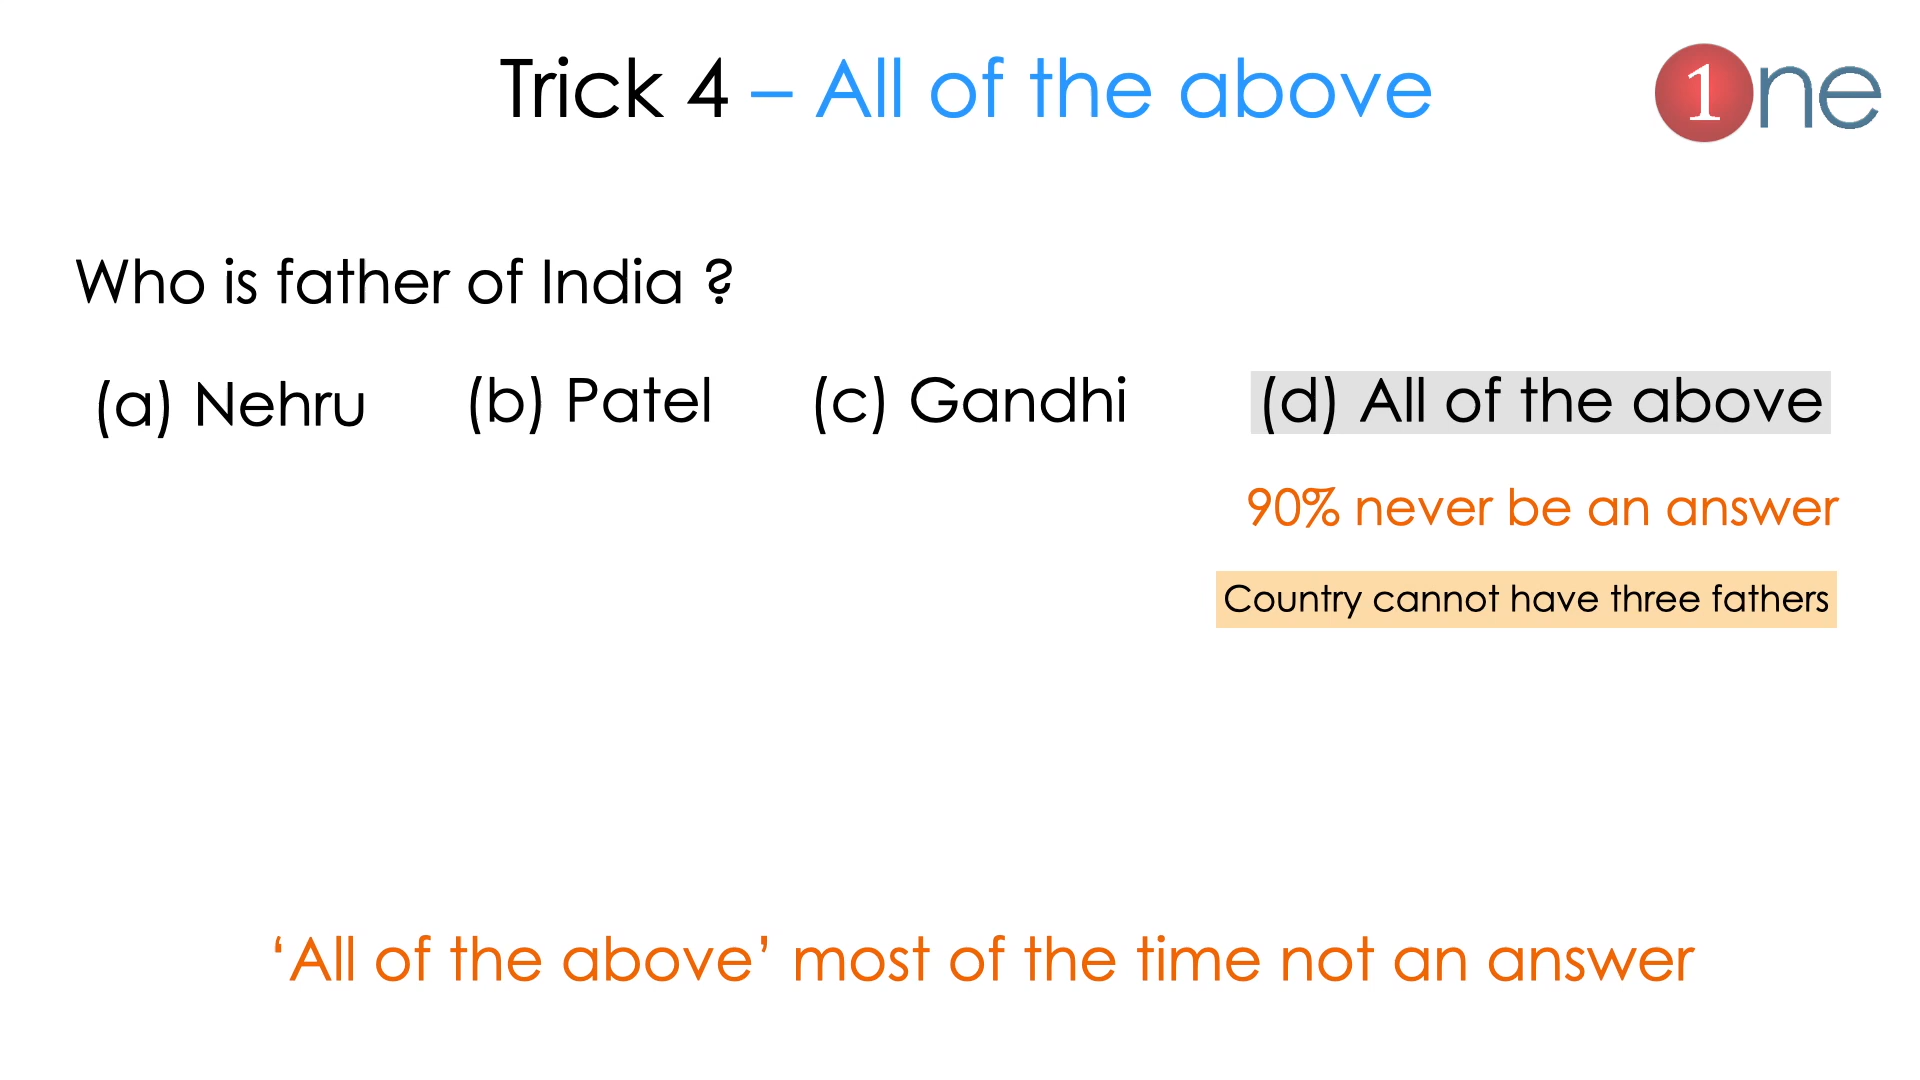 Trick 4 – All of the above
1ne
Who is father of India ?
(a) Nehru (b) Patel (c) Gandhi (d) All of the above
90% never be an answer
Country cannot have three fathers
‘All of the above’ most of the time not an answer